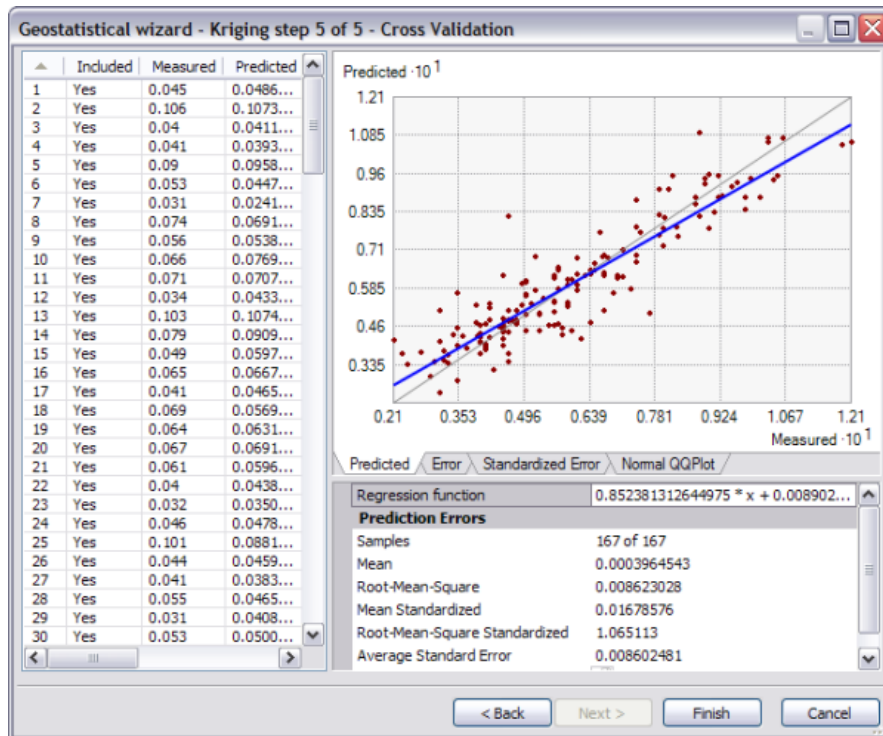 Geostatistical wizard - Kriging step 5 of 5 - Cross Validation
Included Measured Predicted
1 Yes 0.045 0.0486...
2 Yes 0.106 0.1073...
3 Yes 0.04 0.0411...
4 Yes 0.041 0.0393...
5 Yes 0.09 0.0958...
6 Yes 0.053 0.0447...
7 Yes 0.031 0.0241...
8 Yes 0.074 0.0691...
9 Yes 0.056 0.0538...
10 Yes 0.066 0.0769...
11 Yes 0.071 0.0707...
12 Yes 0.034 0.0433...
13 Yes 0.103 0.1074...
14 Yes 0.079 0.0909...
15 Yes 0.049 0.0597...
16 Yes 0.065 0.0667...
17 Yes 0.041 0.0465...
18 Yes 0.069 0.0569...
19 Yes 0.064 0.0631...
20 Yes 0.067 0.0691...
21 Yes 0.061 0.0596...
22 Yes 0.04 0.0438...
23 Yes 0.032 0.0350...
24 Yes 0.046 0.0478...
25 Yes 0.101 0.0881...
26 Yes 0.044 0.0459...
27 Yes 0.041 0.0383...
28 Yes 0.055 0.0465...
29 Yes 0.031 0.0408...
30 Yes 0.053 0.0500...
Predicted ·10 1
1.21
1.085
0.96
0.835
0.71
0.585
0.46
0.335
0.21 0.353 0.496 0.639 0.781 0.924 1.067 1.21
Measured ·10 1
Predicted Error Standardized Error Normal QQPlot
Regression function 0.852381312644975 * x + 0.008902...
Prediction Errors
Samples 167 of 167
Mean 0.0003964543
Root-Mean-Square 0.008623028
Mean Standardized 0.01678576
Root-Mean-Square Standardized 1.065113
Average Standard Error 0.008602481
< Back Next > Finish Cancel